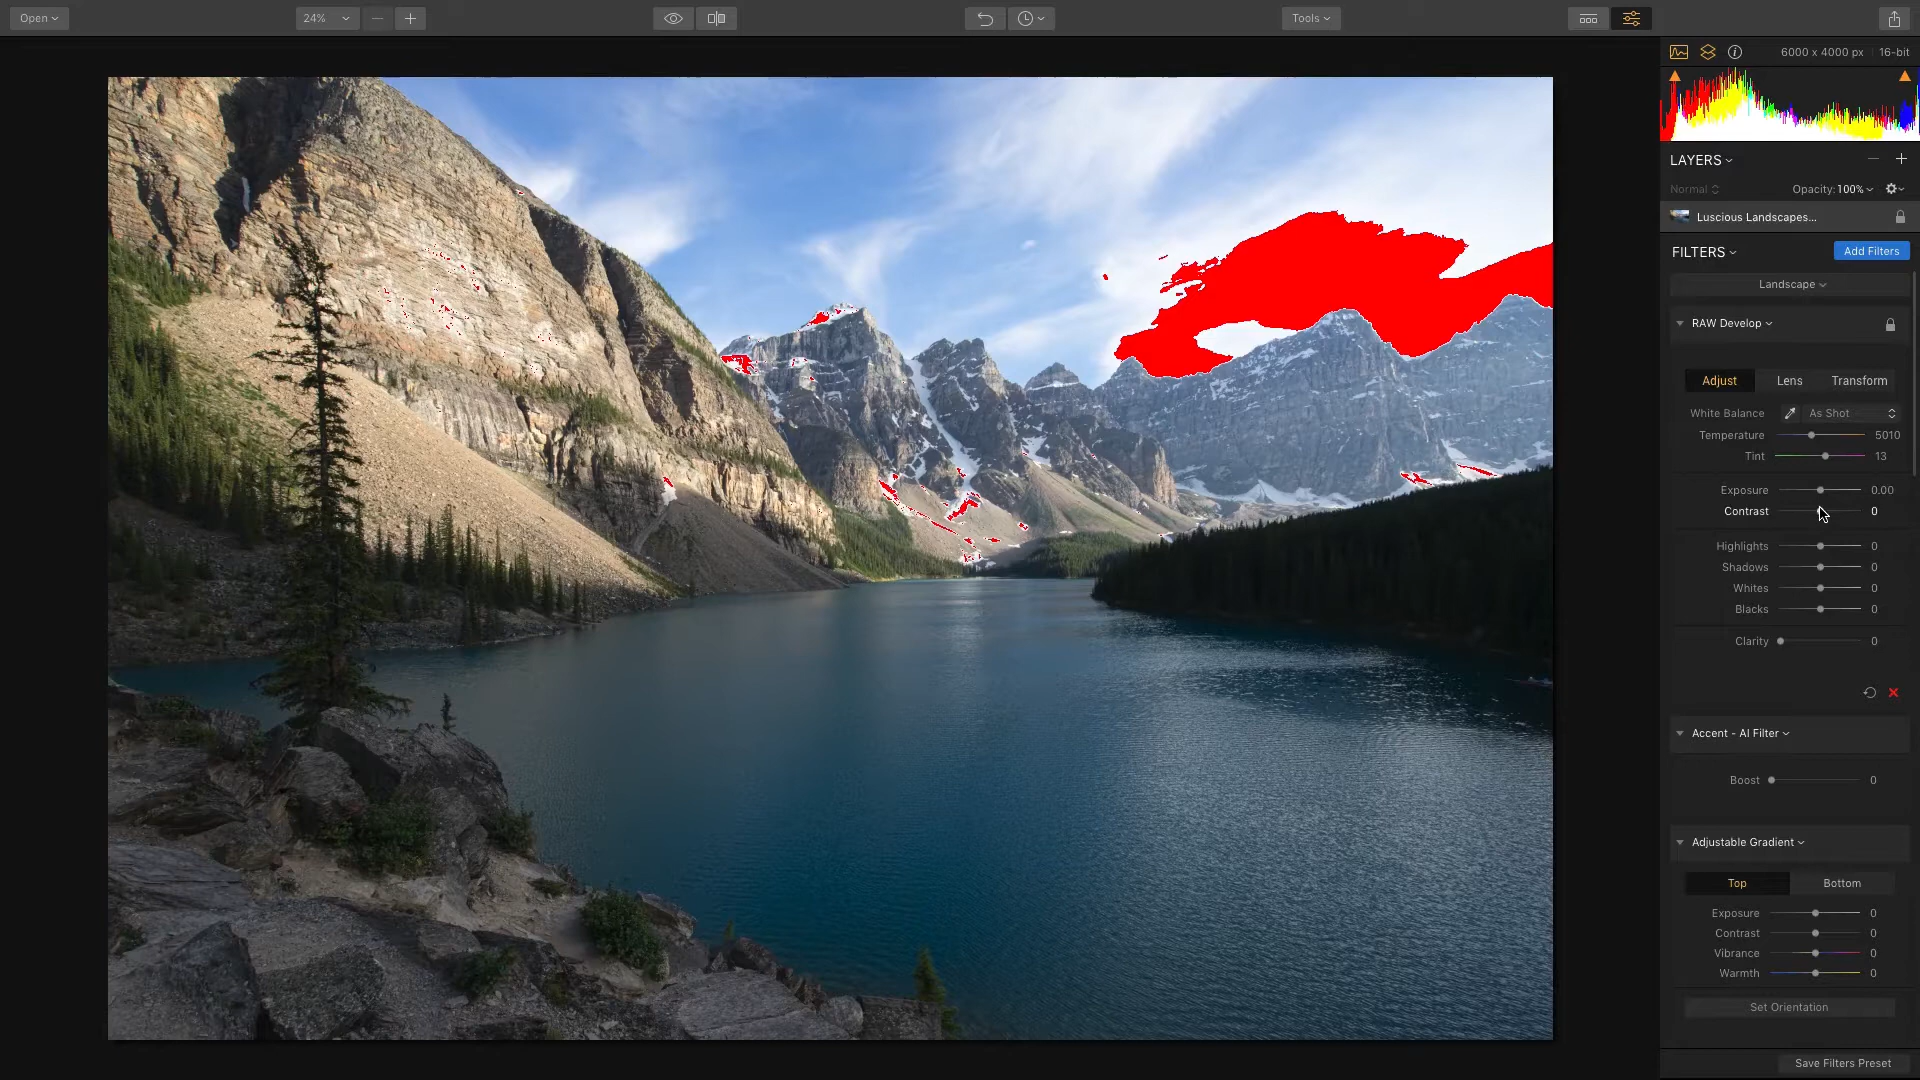 Open
24%
Tools
6000 x 4000 px
16-bit
LAYERS
Normal
Opacity: 100%
Luscious Landscapes...
FILTERS
Add Filters
Landscape
RAW Develop
Adjust
Lens
Transform
White Balance
As Shot
Temperature
5010
Tint
13
Exposure
0.00
Contrast
0
Highlights
0
Shadows
0
Whites
0
Blacks
0
Clarity
0
Accent - AI Filter
Boost
0
Adjustable Gradient
Top
Bottom
Exposure
0
Contrast
0
Vibrance
0
Warmth
0
Set Orientation
Save Filters Preset